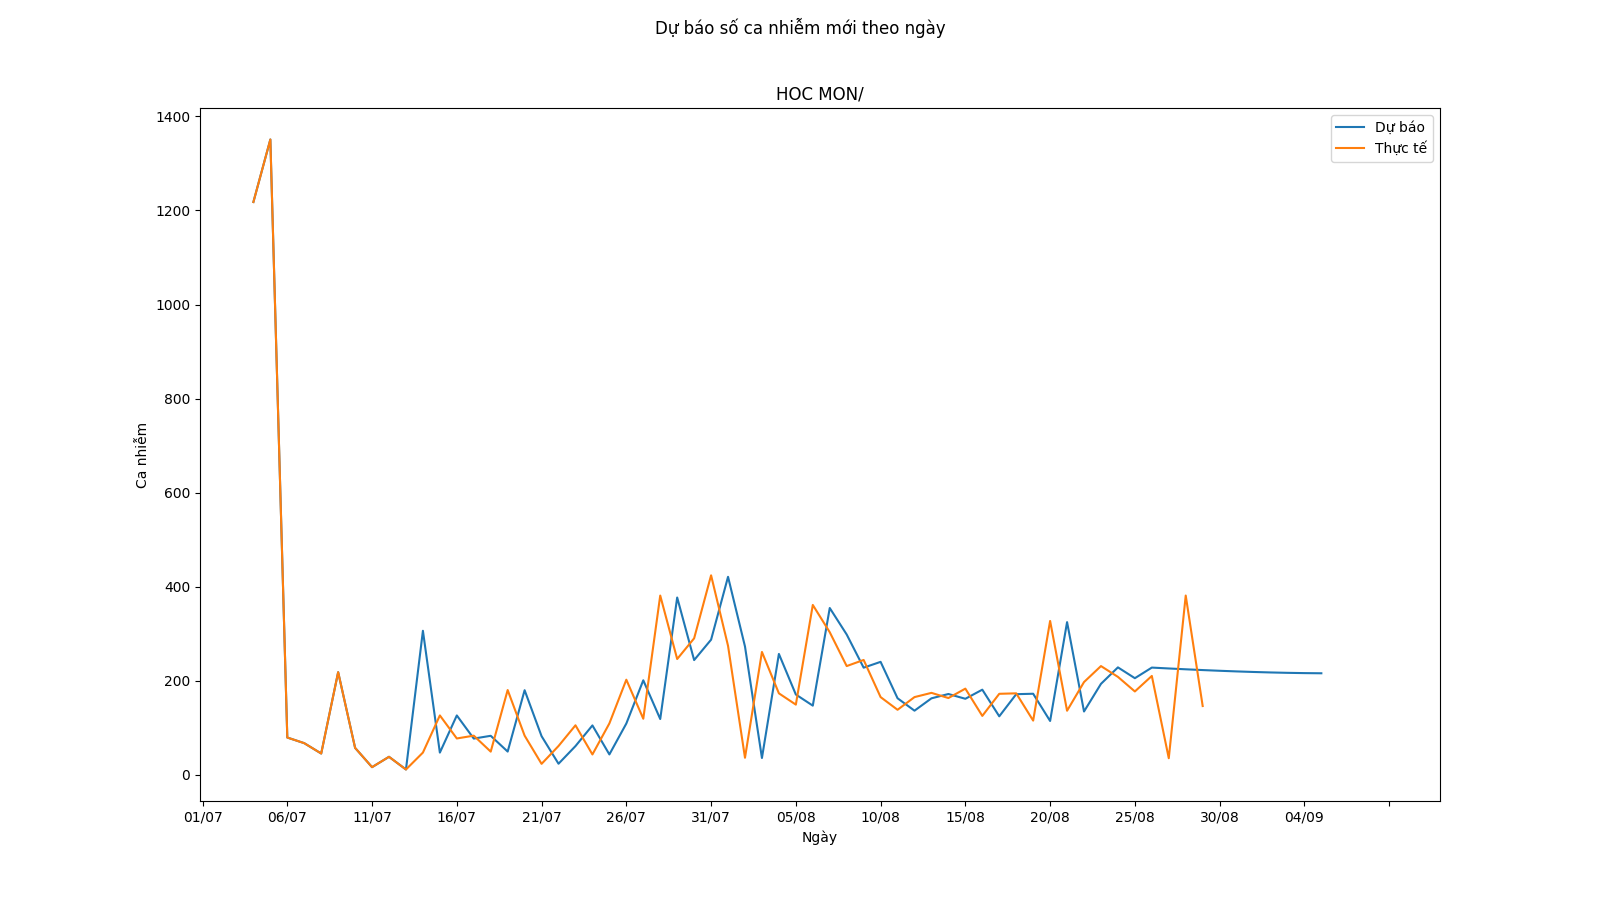 Dự báo số ca nhiễm mới theo ngày
HOC MON/
Dự báo
Thực tế
1400
1200
1000
800
600
400
200
0
Ca nhiễm
01/07 06/07 11/07 16/07 21/07 26/07 31/07 05/08 10/08 15/08 20/08 25/08 30/08 04/09
Ngày